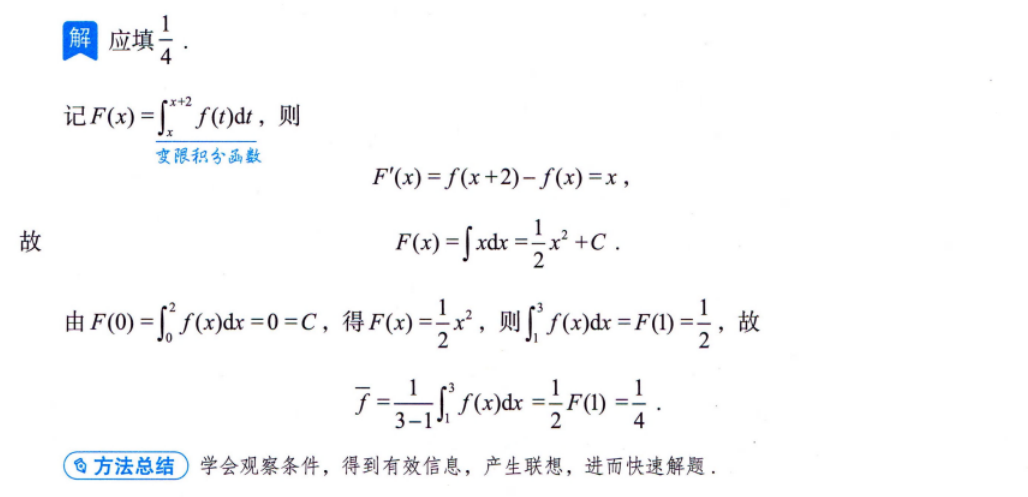 解 应填 1/4 .
记 F(x) = ∫_x^{x+2} f(t)dt , 则
变限积分函数
F'(x) = f(x+2) − f(x) = x ,
故 F(x) = ∫ xdx = 1/2 x² + C .
由 F(0) = ∫_0^2 f(x)dx = 0 = C , 得 F(x) = 1/2 x² , 则 ∫_1^3 f(x)dx = F(1) = 1/2 , 故
f̄ = 1/(3−1) ∫_1^3 f(x)dx = 1/2 F(1) = 1/4 .
方法总结 学会观察条件，得到有效信息，产生联想，进而快速解题 .